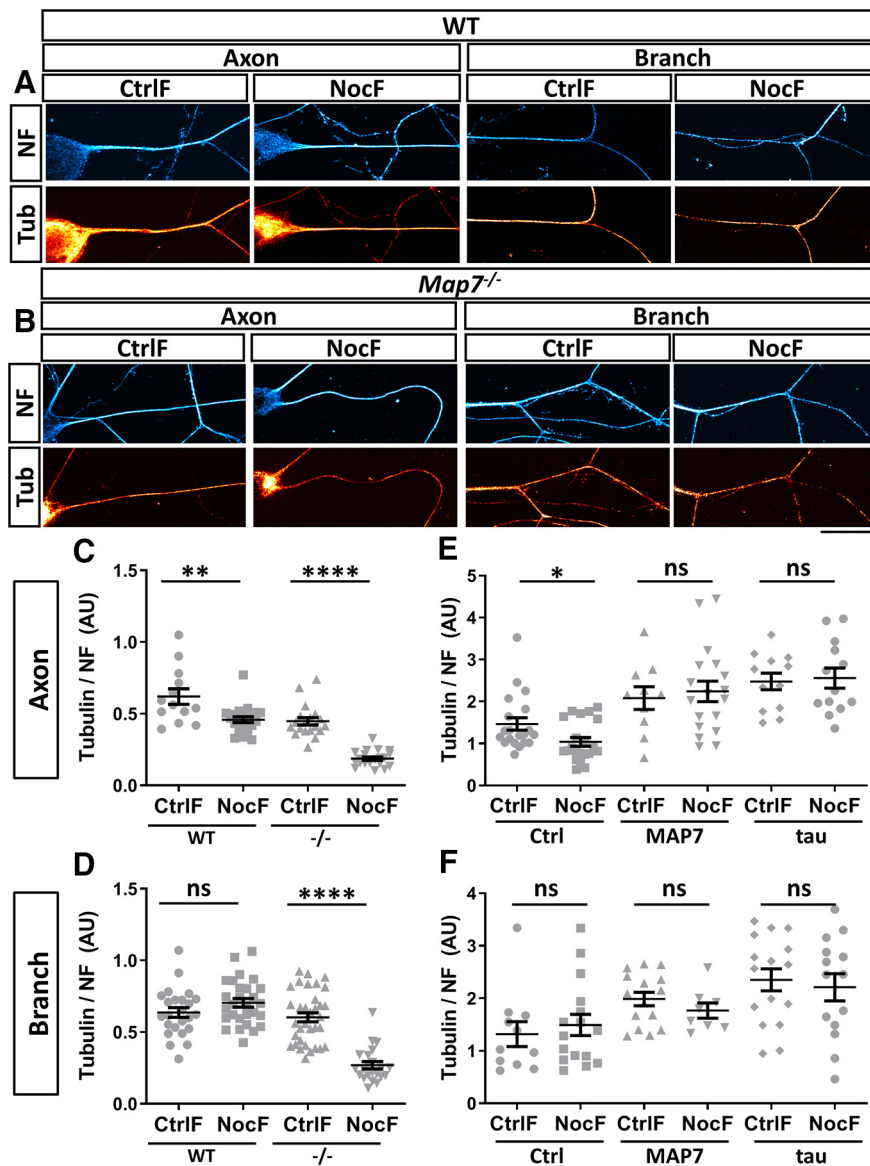 WT
Axon Branch
A CtrlF NocF CtrlF NocF
NF
Tub
Map7-/-
Axon Branch
B CtrlF NocF CtrlF NocF
NF
Tub
Axon
C
Tubulin / NF (AU)
1.5
1.0
0.5
0.0
** ****
CtrlF NocF CtrlF NocF
WT -/-
E
Tubulin / NF (AU)
5
4
3
2
1
0
* ns ns
CtrlF NocF CtrlF NocF CtrlF NocF
Ctrl MAP7 tau
Branch
D
Tubulin / NF (AU)
1.5
1.0
0.5
0.0
ns ****
CtrlF NocF CtrlF NocF
WT -/-
F
Tubulin / NF (AU)
4
3
2
1
0
ns ns ns
CtrlF NocF CtrlF NocF CtrlF NocF
Ctrl MAP7 tau